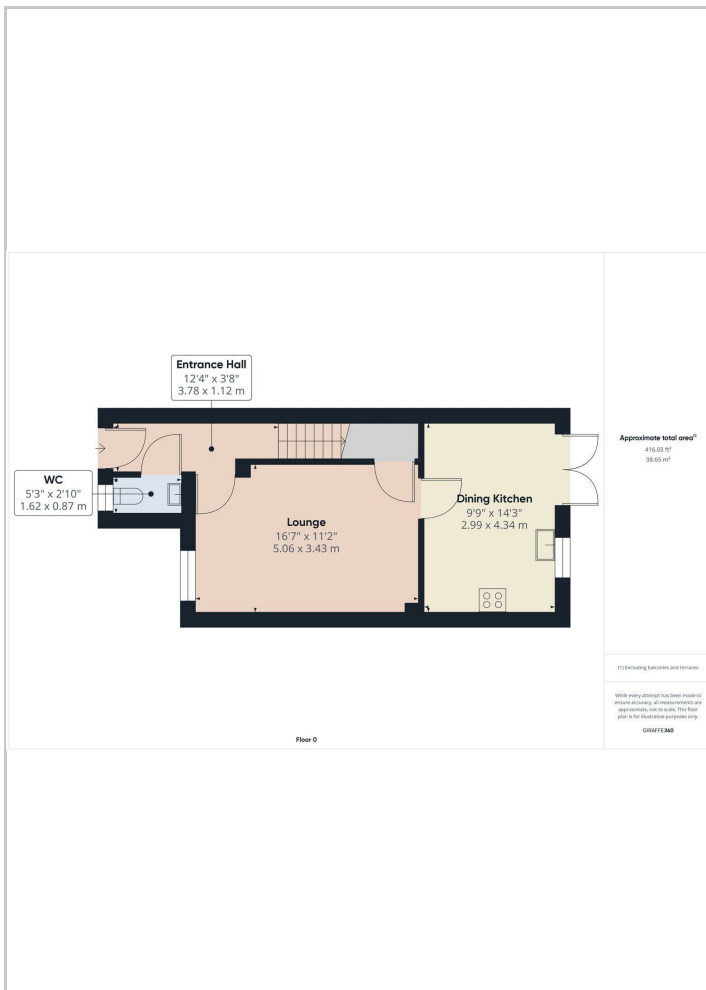 Entrance Hall
12'4" x 3'8"
3.78 x 1.12 m
WC
5'3" x 2'10"
1.62 x 0.87 m
Lounge
16'7" x 11'2"
5.06 x 3.43 m
Dining Kitchen
9'9" x 14'3"
2.99 x 4.34 m
Floor 0
Approximate total area⁽¹⁾
416.03 ft²
38.65 m²
(1) Excluding balconies and terraces
While every attempt has been made to
ensure accuracy, all measurements are
approximate, not to scale. This floor
plan is for illustrative purposes only.
GIRAFFE360